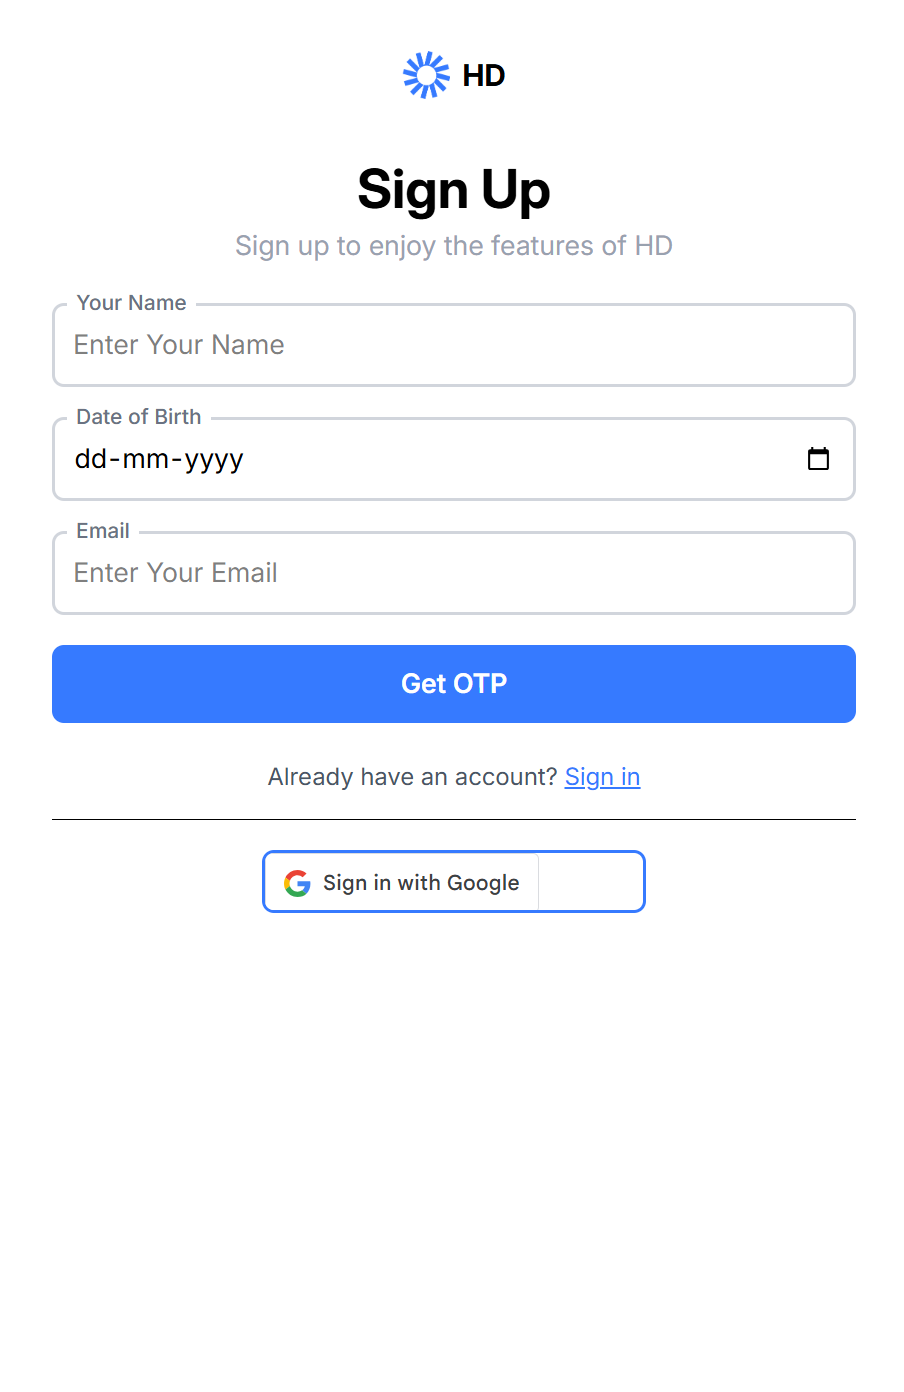 HD
Sign Up
Sign up to enjoy the features of HD
Your Name
Enter Your Name
Date of Birth
dd-mm-yyyy
Email
Enter Your Email
Get OTP
Already have an account? Sign in
Sign in with Google